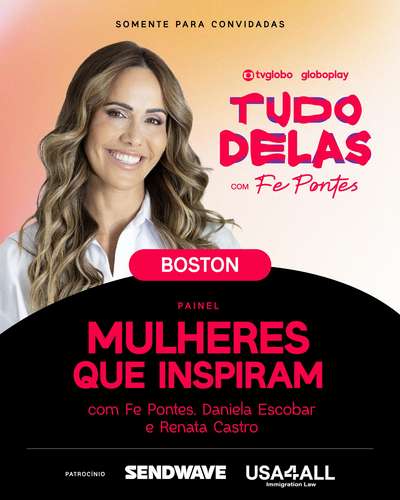 SOMENTE PARA CONVIDADAS
tvglobo globoplay
TUDO
DELAS
COM Fe Pontes
BOSTON
PAINEL
MULHERES
QUE INSPIRAM
com Fe Pontes, Daniela Escobar
e Renata Castro
PATROCÍNIO SENDWAVE USA4ALL
Immigration Law